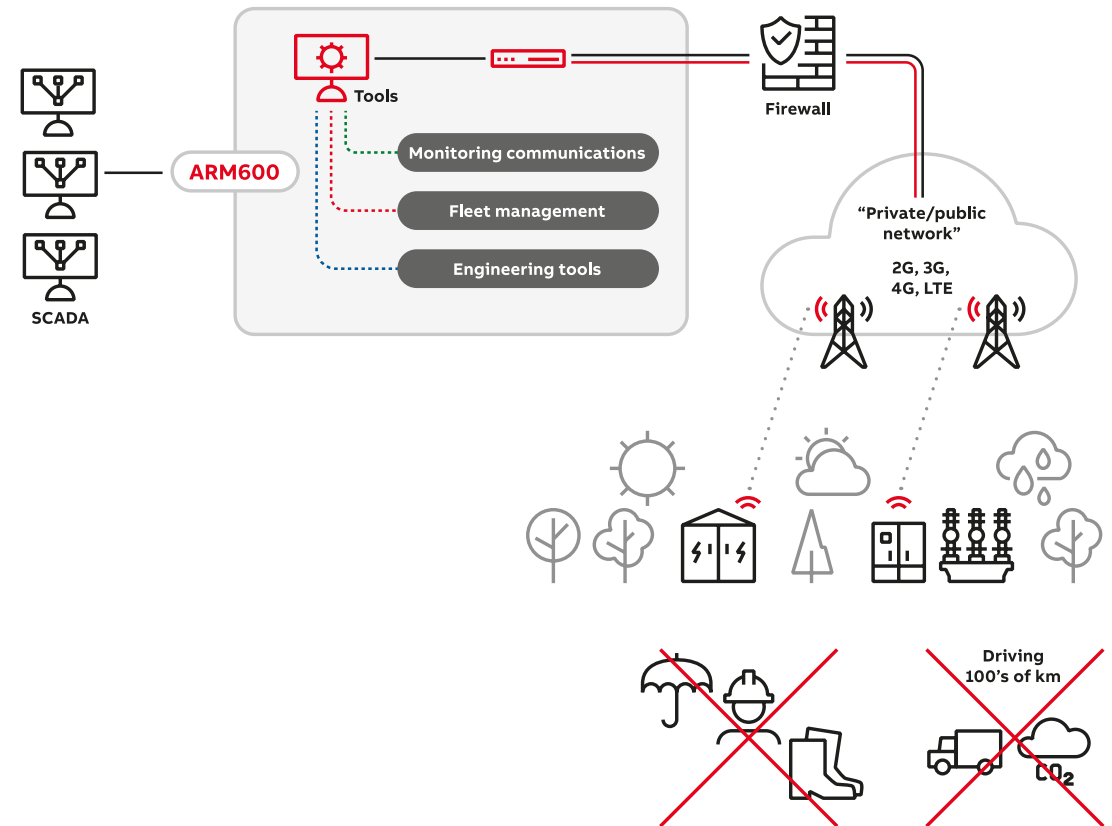 Tools
Firewall
Monitoring communications
ARM600
Fleet management
“Private/public
network”
Engineering tools
2G, 3G,
4G, LTE
SCADA
Driving
100’s of km
CO2